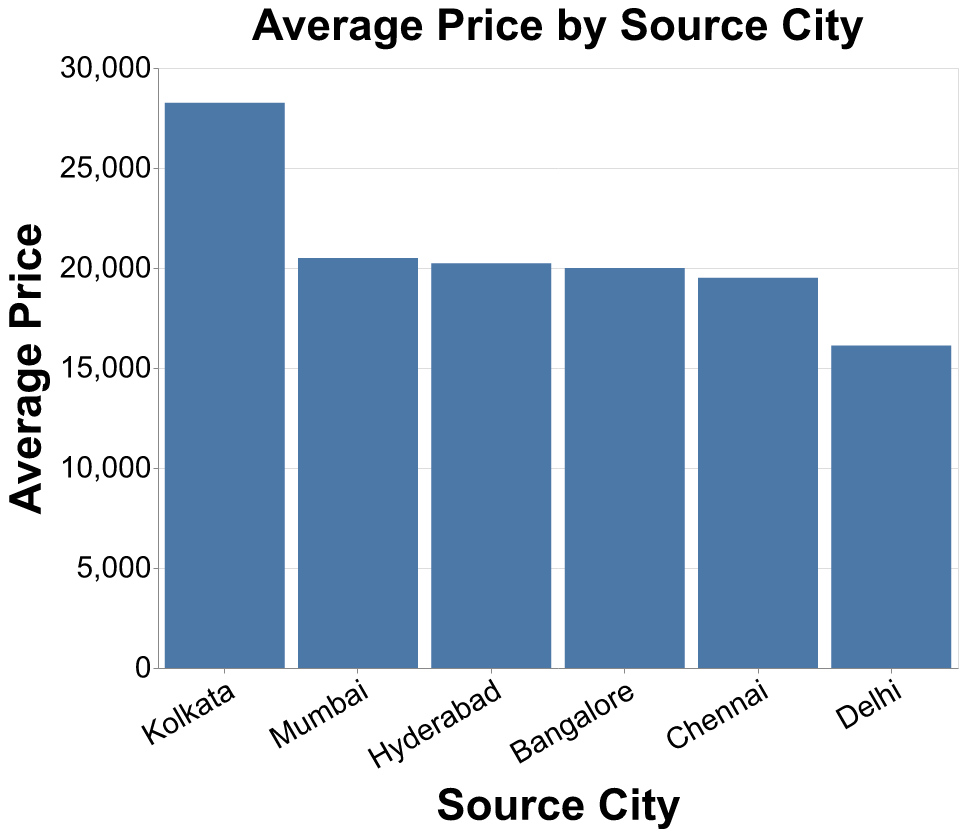 Average Price by Source City
30,000
25,000
20,000
15,000
10,000
5,000
0
Average Price
Kolkata
Mumbai
Hyderabad
Bangalore
Chennai
Delhi
Source City